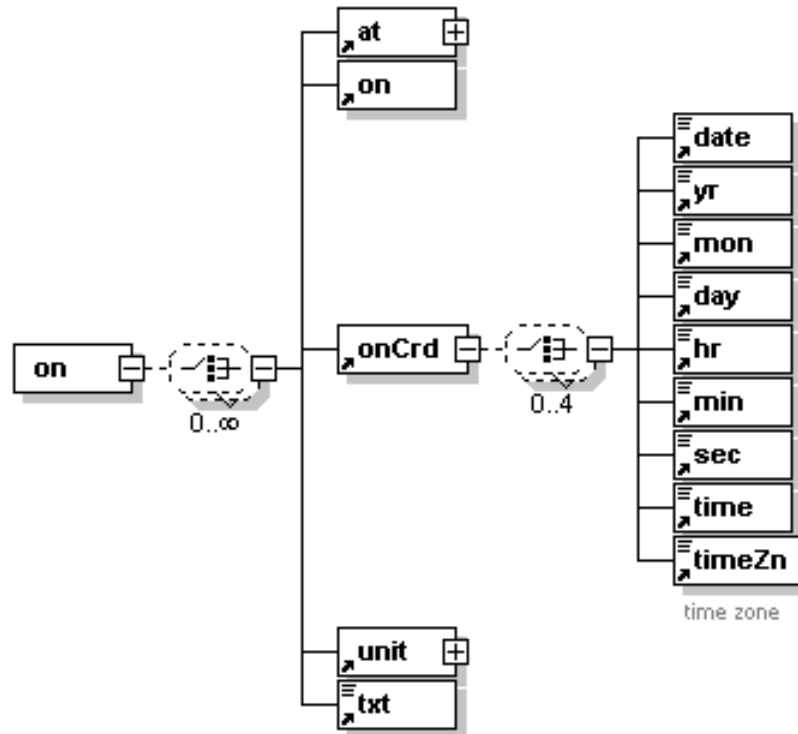 at
on
date
yr
mon
day
on
onCrd
hr
0..∞
0..4
min
sec
time
timeZn
time zone
unit
txt